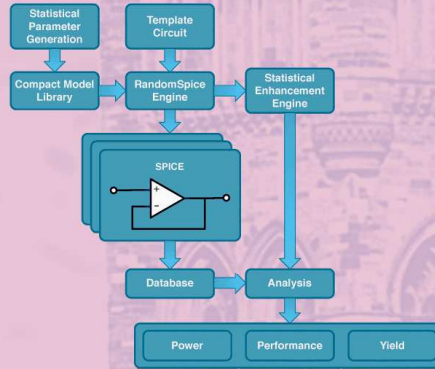 Statistical
Parameter
Generation
Template
Circuit
Compact Model
Library
RandomSpice
Engine
Statistical
Enhancement
Engine
SPICE
+
−
Database
Analysis
Power
Performance
Yield